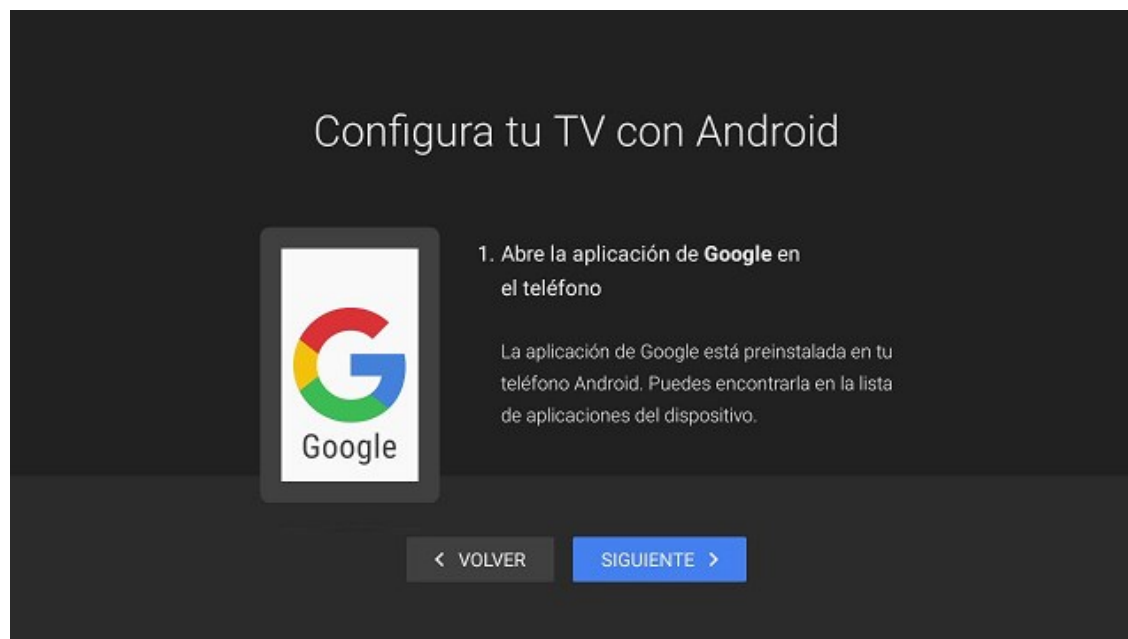 Configura tu TV con Android
1. Abre la aplicación de Google en
el teléfono
La aplicación de Google está preinstalada en tu
teléfono Android. Puedes encontrarla en la lista
de aplicaciones del dispositivo.
Google
< VOLVER
SIGUIENTE >